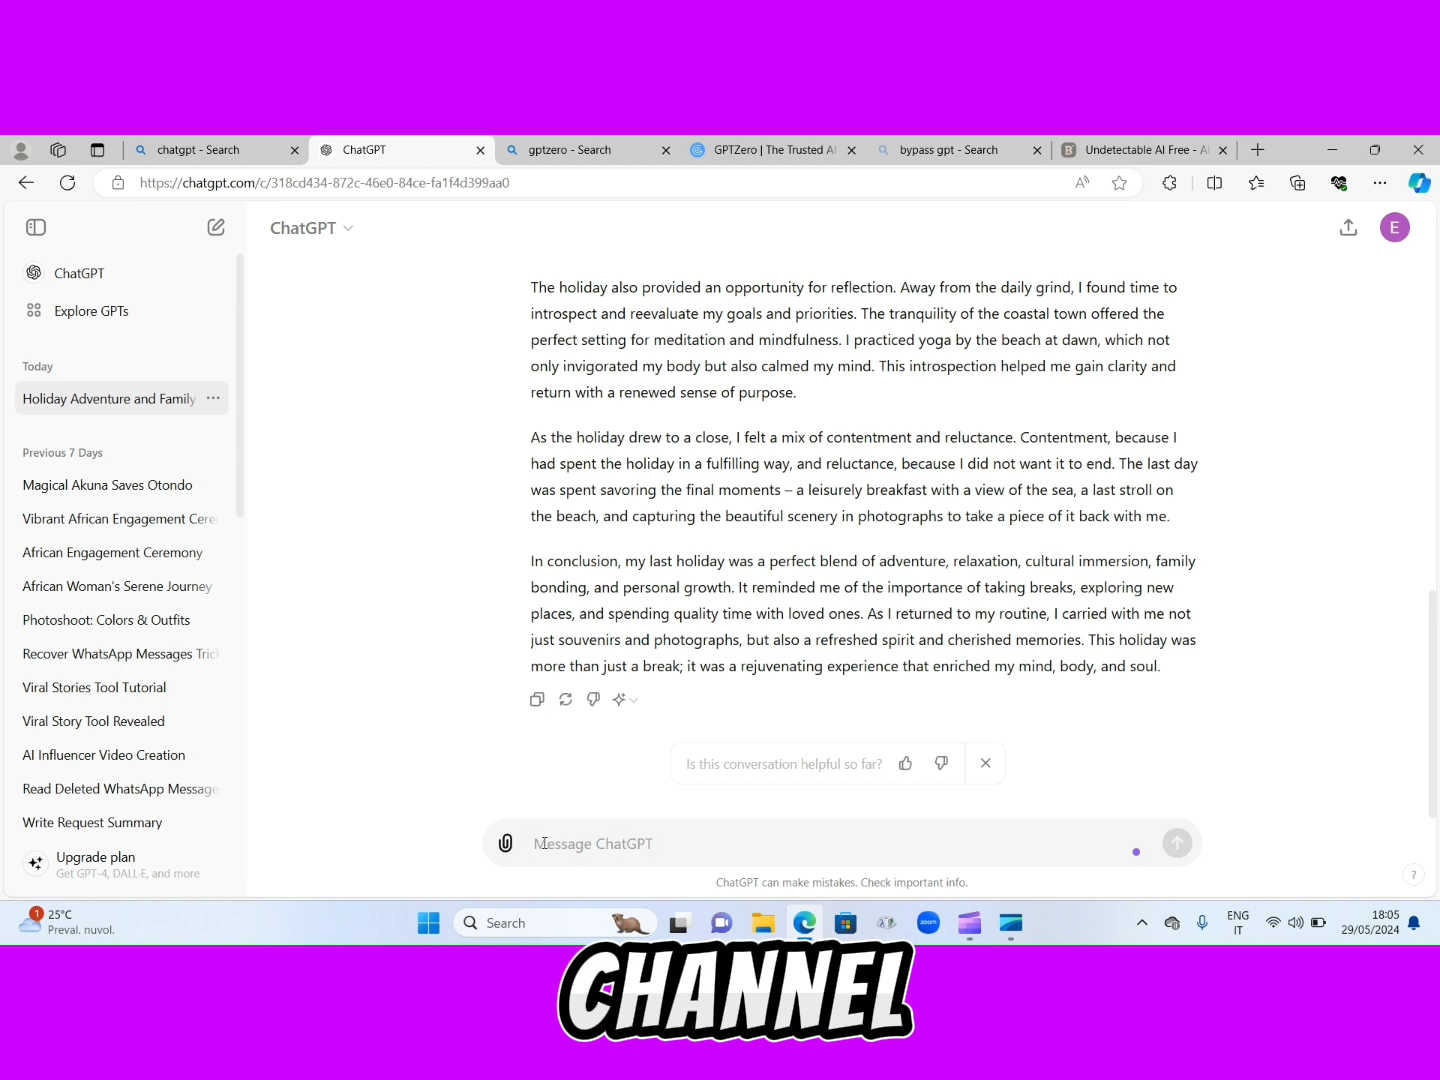 chatgpt - Search
ChatGPT
gptzero - Search
GPTZero | The Trusted AI
bypass gpt - Search
Undetectable AI Free - AI
https://chatgpt.com/c/318cd434-872c-46e0-84ce-fa1f4d399aa0
ChatGPT
E
ChatGPT
Explore GPTs
Today
Holiday Adventure and Family
Previous 7 Days
Magical Akuna Saves Otondo
Vibrant African Engagement Cere
African Engagement Ceremony
African Woman's Serene Journey
Photoshoot: Colors & Outfits
Recover WhatsApp Messages Trick
Viral Stories Tool Tutorial
Viral Story Tool Revealed
AI Influencer Video Creation
Read Deleted WhatsApp Message
Write Request Summary
Upgrade plan
Get GPT-4, DALL·E, and more
The holiday also provided an opportunity for reflection. Away from the daily grind, I found time to
introspect and reevaluate my goals and priorities. The tranquility of the coastal town offered the
perfect setting for meditation and mindfulness. I practiced yoga by the beach at dawn, which not
only invigorated my body but also calmed my mind. This introspection helped me gain clarity and
return with a renewed sense of purpose.
As the holiday drew to a close, I felt a mix of contentment and reluctance. Contentment, because I
had spent the holiday in a fulfilling way, and reluctance, because I did not want it to end. The last day
was spent savoring the final moments – a leisurely breakfast with a view of the sea, a last stroll on
the beach, and capturing the beautiful scenery in photographs to take a piece of it back with me.
In conclusion, my last holiday was a perfect blend of adventure, relaxation, cultural immersion, family
bonding, and personal growth. It reminded me of the importance of taking breaks, exploring new
places, and spending quality time with loved ones. As I returned to my routine, I carried with me not
just souvenirs and photographs, but also a refreshed spirit and cherished memories. This holiday was
more than just a break; it was a rejuvenating experience that enriched my mind, body, and soul.
Is this conversation helpful so far?
Message ChatGPT
ChatGPT can make mistakes. Check important info.
?
1
25°C
Preval. nuvol.
Search
zoom
ENG
IT
18:05
29/05/2024
CHANNEL